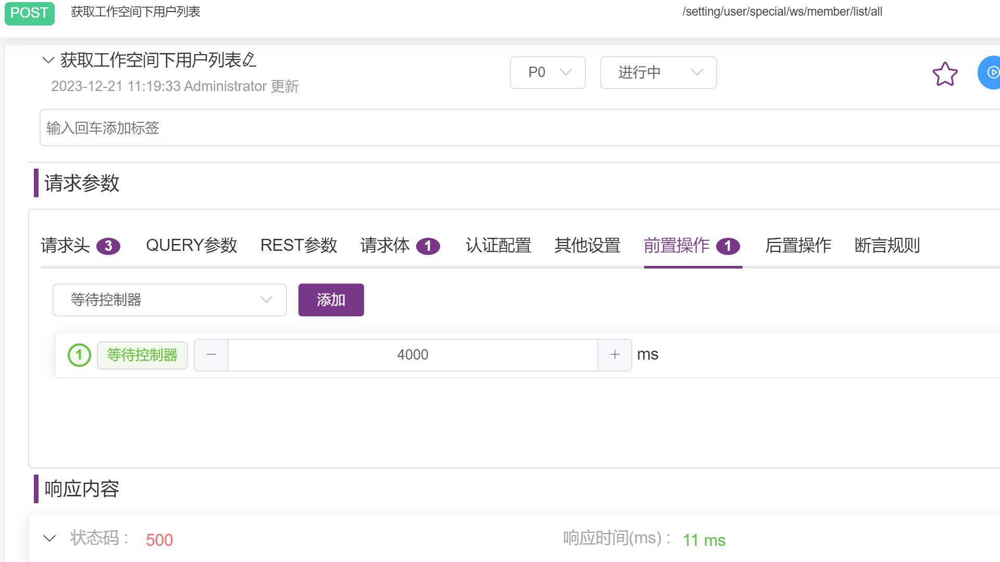 POST 获取工作空间下用户列表 /setting/user/special/ws/member/list/all
获取工作空间下用户列表 P0 进行中
2023-12-21 11:19:33 Administrator 更新
输入回车添加标签
请求参数
请求头 3 QUERY参数 REST参数 请求体 1 认证配置 其他设置 前置操作 1 后置操作 断言规则
等待控制器 添加
1 等待控制器 − 4000 + ms
响应内容
状态码 : 500 响应时间(ms) : 11 ms